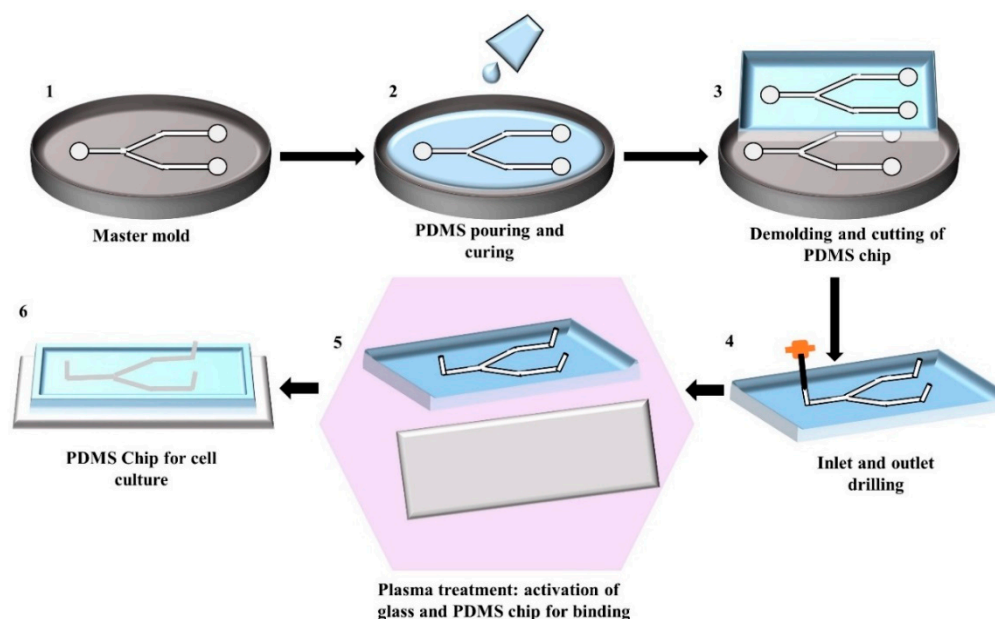 1
Master mold
2
PDMS pouring and
curing
3
Demolding and cutting of
PDMS chip
4
Inlet and outlet
drilling
5
Plasma treatment: activation of
glass and PDMS chip for binding
6
PDMS Chip for cell
culture